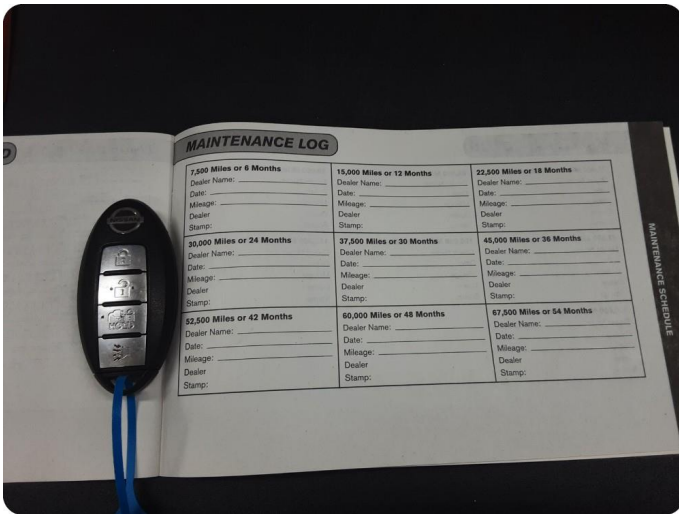 D
MAINTENANCE LOG
7,500 Miles or 6 Months
Dealer Name:
Date:
Mileage:
Dealer
Stamp:
15,000 Miles or 12 Months
Dealer Name:
Date:
Mileage:
Dealer
Stamp:
22,500 Miles or 18 Months
Dealer Name:
Date:
Mileage:
Dealer
Stamp:
30,000 Miles or 24 Months
Dealer Name:
Date:
Mileage:
Dealer
Stamp:
37,500 Miles or 30 Months
Dealer Name:
Date:
Mileage:
Dealer
Stamp:
45,000 Miles or 36 Months
Dealer Name:
Date:
Mileage:
Dealer
Stamp:
52,500 Miles or 42 Months
Dealer Name:
Date:
Mileage:
Dealer
Stamp:
60,000 Miles or 48 Months
Dealer Name:
Date:
Mileage:
Dealer
Stamp:
67,500 Miles or 54 Months
Dealer Name:
Date:
Mileage:
Dealer
Stamp:
MAINTENANCE SCHEDULE
NISSAN